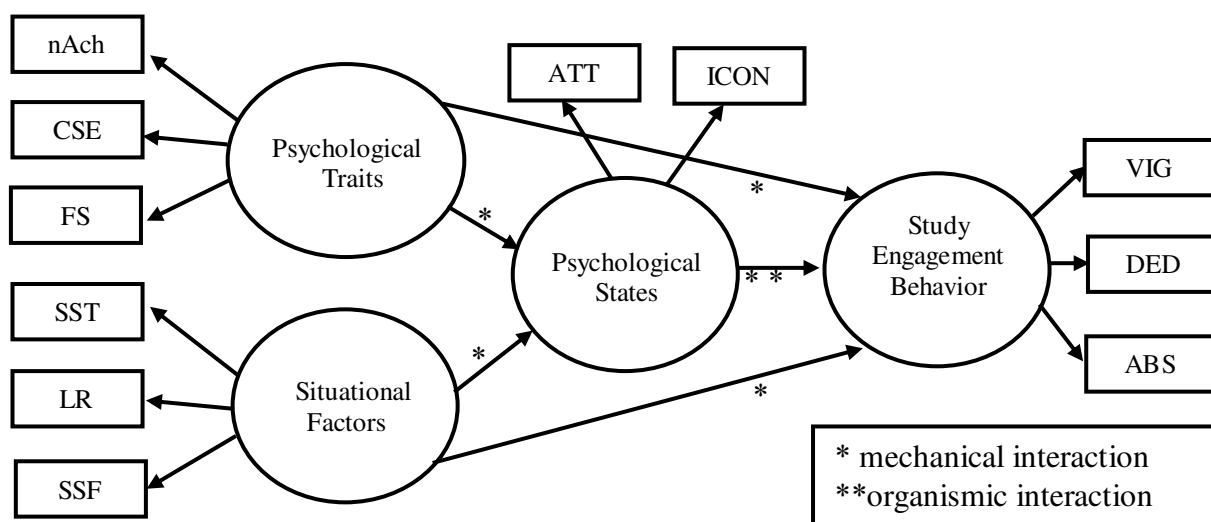 nAch
CSE
FS
SST
LR
SSF
Psychological
Traits
Situational
Factors
ATT
ICON
Psychological
States
Study
Engagement
Behavior
VIG
DED
ABS
*
*
*
*
* *
* mechanical interaction
**organismic interaction